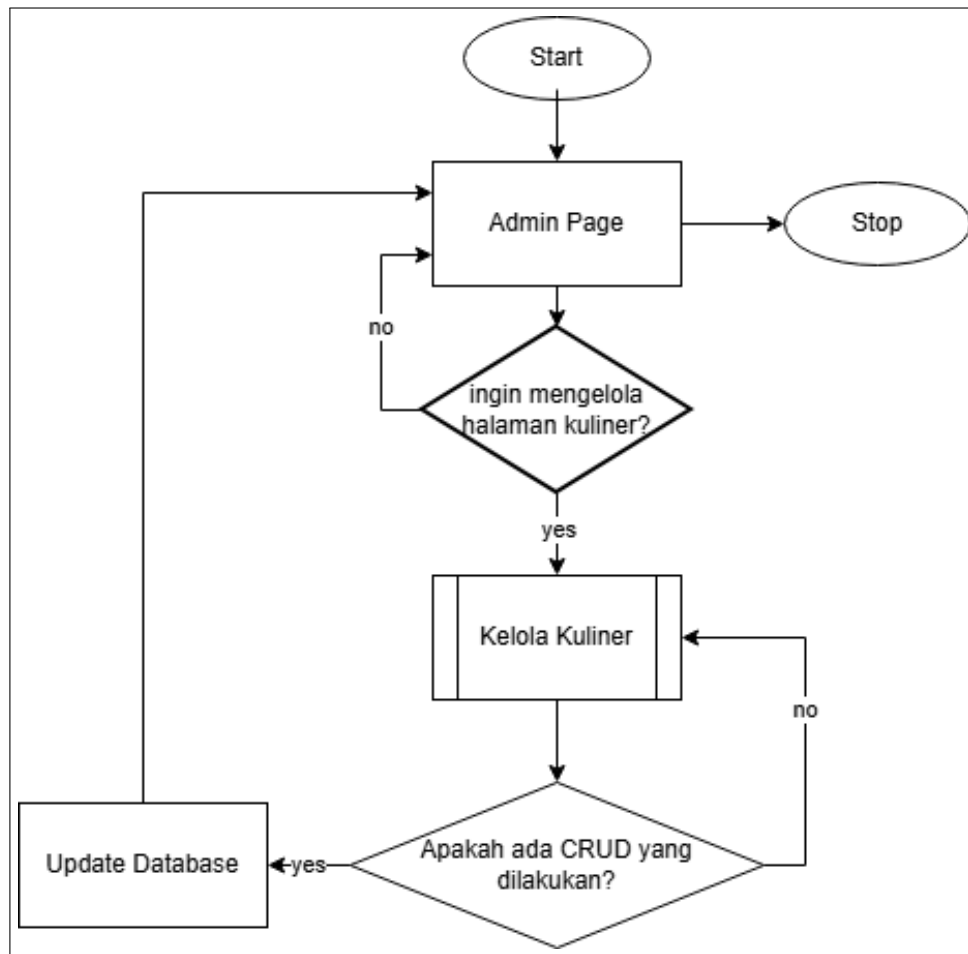 Start
Admin Page
Stop
no
ingin mengelola
halaman kuliner?
yes
Kelola Kuliner
no
Apakah ada CRUD yang
dilakukan?
yes
Update Database